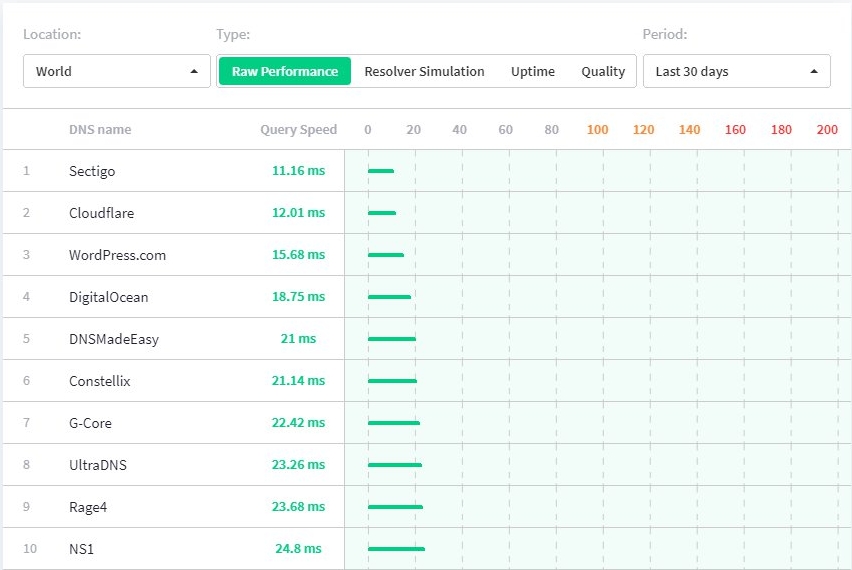 Location: Type: Period:
World Raw Performance Resolver Simulation Uptime Quality Last 30 days
DNS name Query Speed 0 20 40 60 80 100 120 140 160 180 200
1 Sectigo 11.16 ms
2 Cloudflare 12.01 ms
3 WordPress.com 15.68 ms
4 DigitalOcean 18.75 ms
5 DNSMadeEasy 21 ms
6 Constellix 21.14 ms
7 G-Core 22.42 ms
8 UltraDNS 23.26 ms
9 Rage4 23.68 ms
10 NS1 24.8 ms